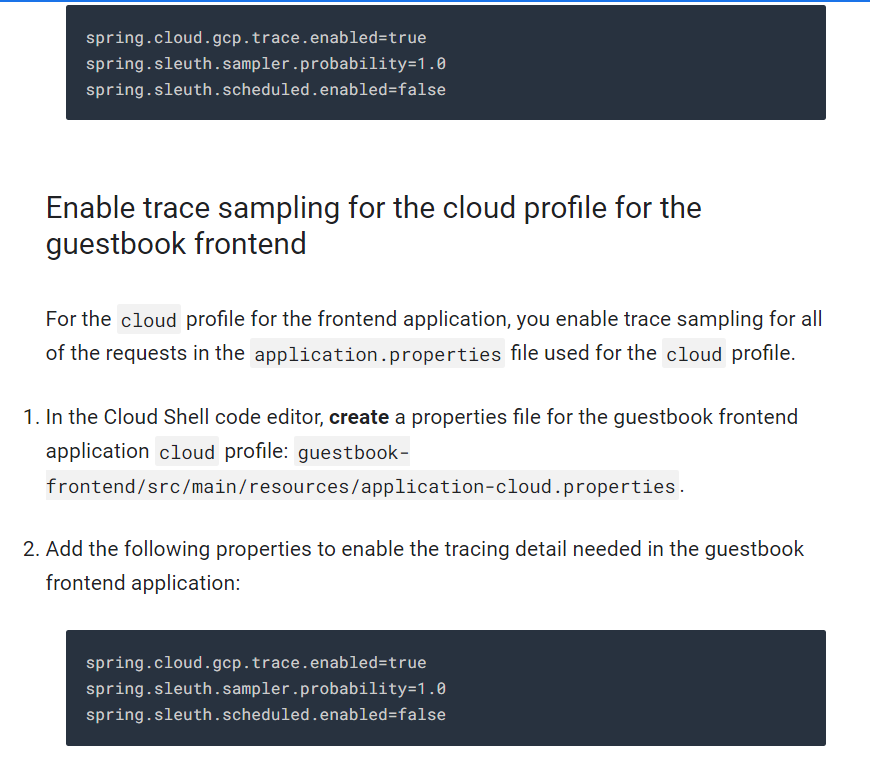 spring.cloud.gcp.trace.enabled=true
spring.sleuth.sampler.probability=1.0
spring.sleuth.scheduled.enabled=false
Enable trace sampling for the cloud profile for the
guestbook frontend
For the cloud profile for the frontend application, you enable trace sampling for all
of the requests in the application.properties file used for the cloud profile.
1. In the Cloud Shell code editor, create a properties file for the guestbook frontend
application cloud profile: guestbook-
frontend/src/main/resources/application-cloud.properties.
2. Add the following properties to enable the tracing detail needed in the guestbook
frontend application:
spring.cloud.gcp.trace.enabled=true
spring.sleuth.sampler.probability=1.0
spring.sleuth.scheduled.enabled=false